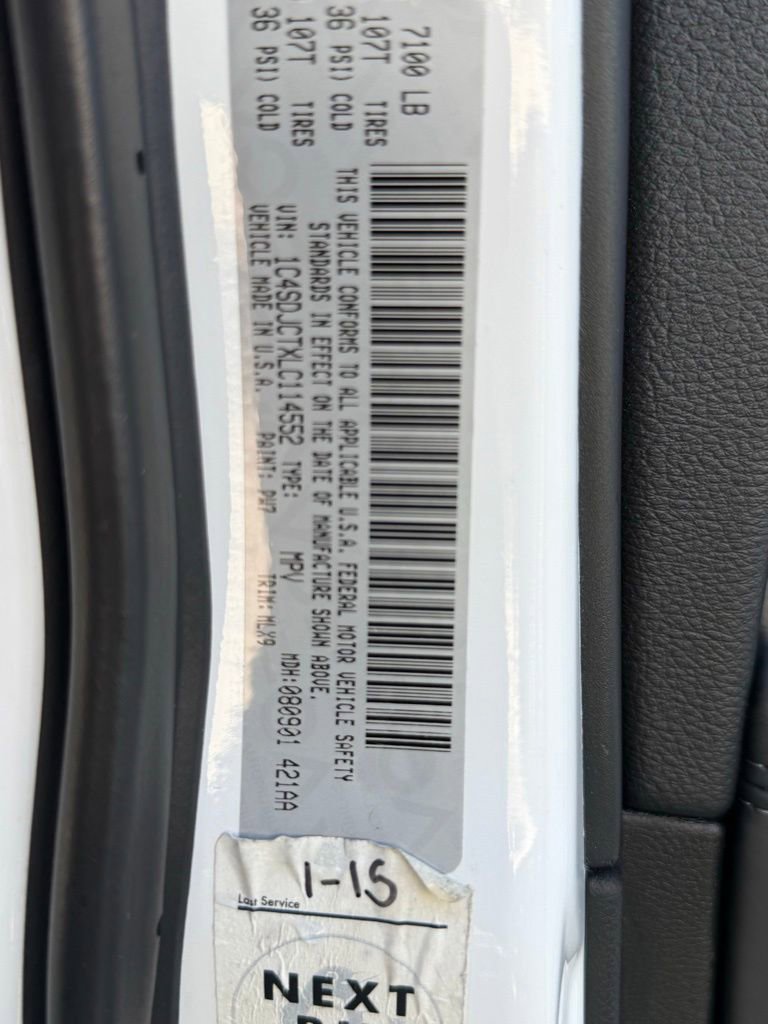 7100 LB
107T TIRES
36 PSI) COLD
107T TIRES
36 PSI) COLD
THIS VEHICLE CONFORMS TO ALL APPLICABLE U.S.A. FEDERAL MOTOR VEHICLE SAFETY
STANDARDS IN EFFECT ON THE DATE OF MANUFACTURE SHOWN ABOVE.
VIN: 1C4SDJCTXLC114552 TYPE: MPV MDH:080901 421AA
VEHICLE MADE IN U.S.A. PAINT: PW7 TRIM: MLX9
1-15
Last Service
NEXT